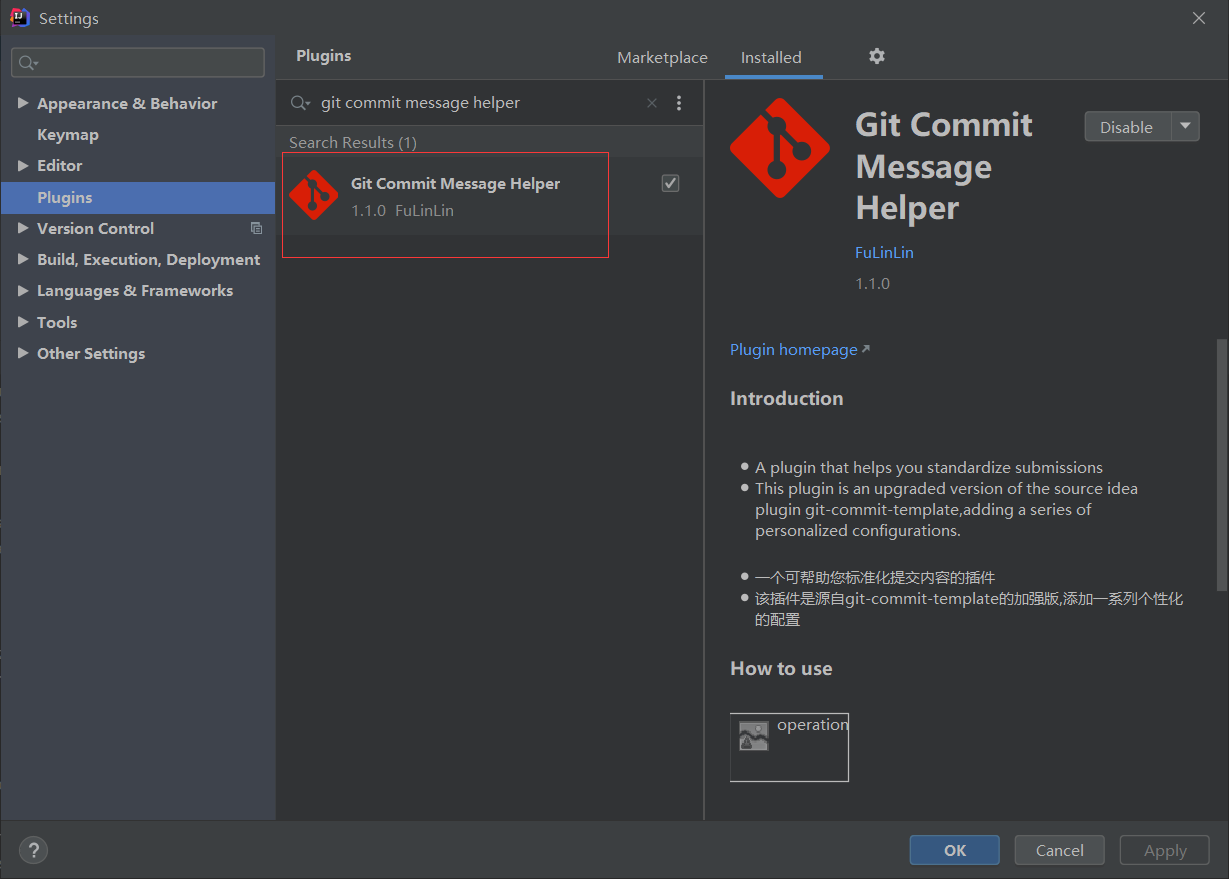 Settings
Plugins
Marketplace
Installed
Appearance & Behavior
Keymap
Editor
Plugins
Version Control
Build, Execution, Deployment
Languages & Frameworks
Tools
Other Settings
git commit message helper
Search Results (1)
Git Commit Message Helper
1.1.0 FuLinLin
Git Commit
Message
Helper
Disable
FuLinLin
1.1.0
Plugin homepage
Introduction
A plugin that helps you standardize submissions
This plugin is an upgraded version of the source idea
plugin git-commit-template,adding a series of
personalized configurations.
一个可帮助您标准化提交内容的插件
该插件是源自git-commit-template的加强版,添加一系列个性化
的配置
How to use
operation
?
OK
Cancel
Apply